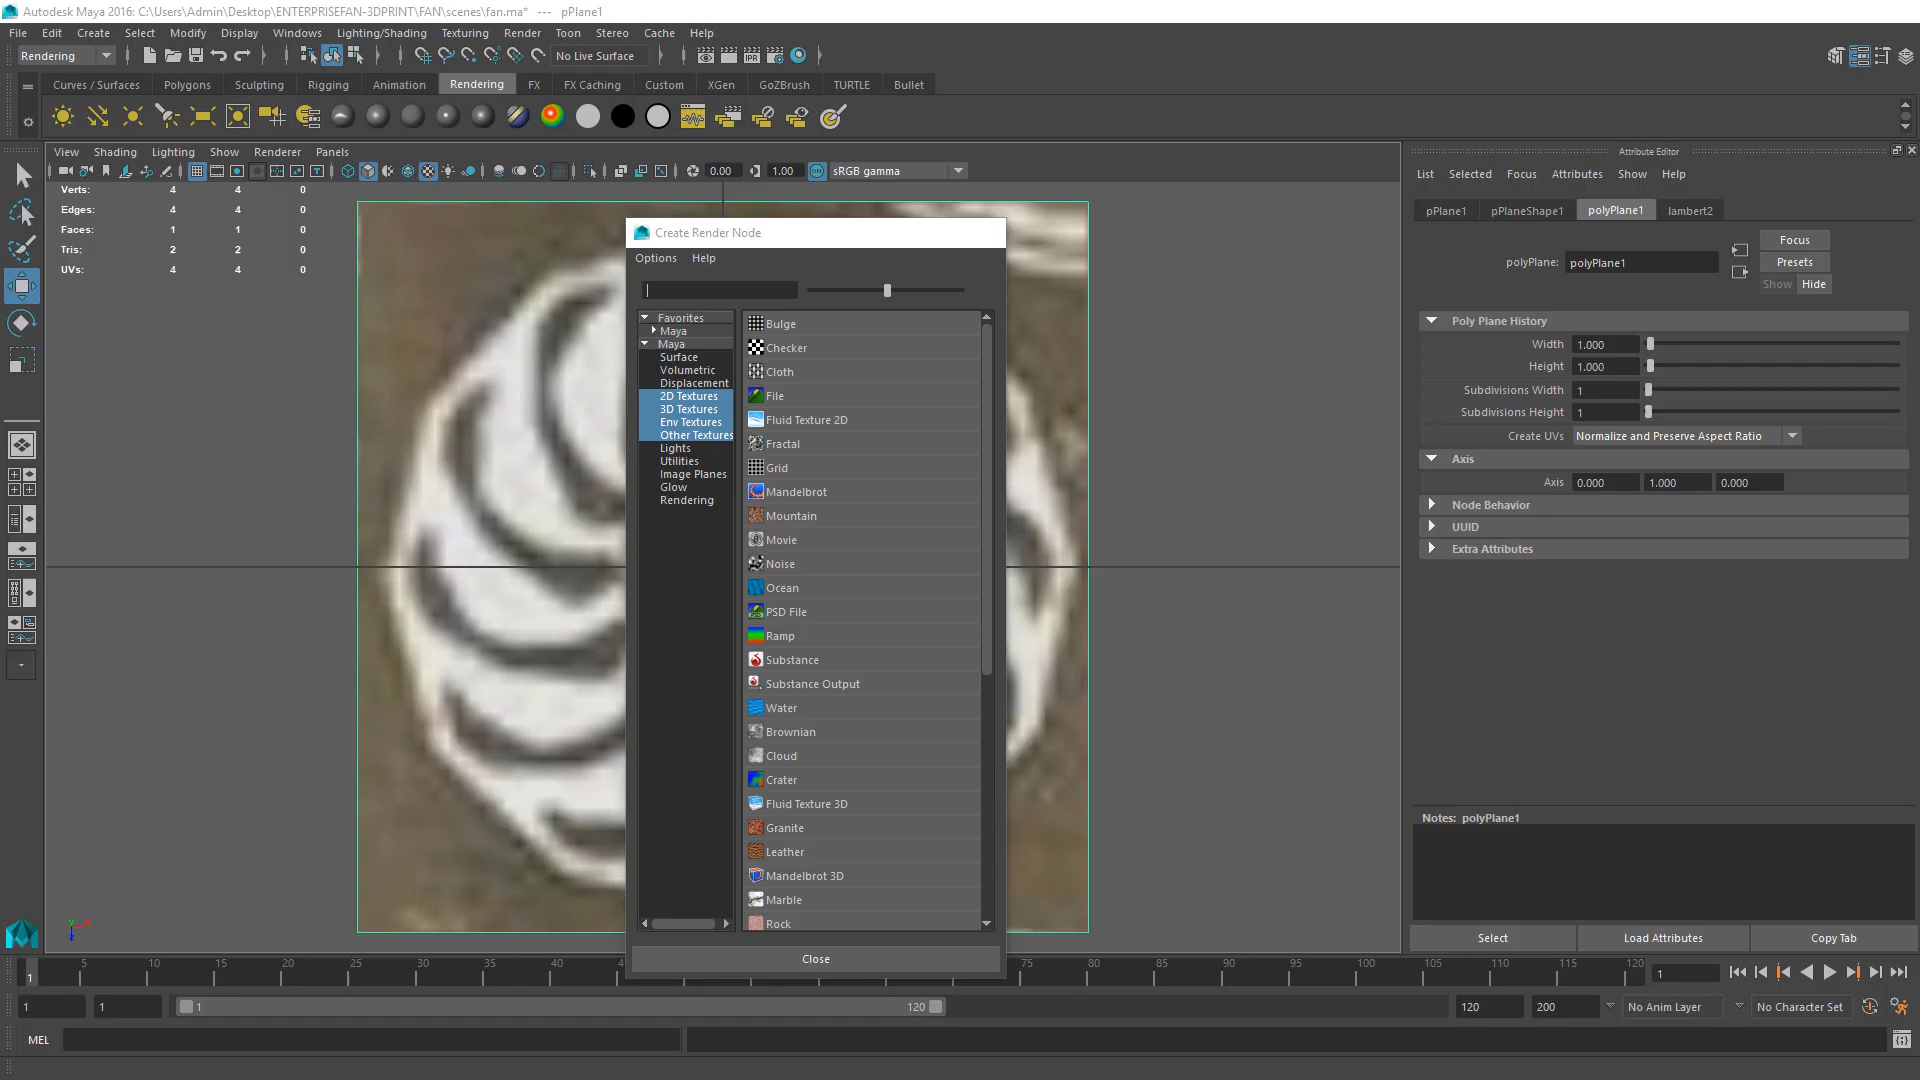 Autodesk Maya 2016: C:\Users\Admin\Desktop\ENTERPRISEFAN-3DPRINT\FAN\scenes\fan.ma* --- pPlane1
File Edit Create Select Modify Display Windows Lighting/Shading Texturing Render Toon Stereo Cache Help
Rendering No Live Surface
Curves / Surfaces Polygons Sculpting Rigging Animation Rendering FX FX Caching Custom XGen GoZBrush TURTLE Bullet
View Shading Lighting Show Renderer Panels
0.00 1.00 ON sRGB gamma
Verts: 4 4 0
Edges: 4 4 0
Faces: 1 1 0
Tris: 2 2 0
UVs: 4 4 0
Create Render Node
Options Help
Favorites
Maya
Maya
Surface
Volumetric
Displacement
2D Textures
3D Textures
Env Textures
Other Textures
Lights
Utilities
Image Planes
Glow
Rendering
Bulge
Checker
Cloth
File
Fluid Texture 2D
Fractal
Grid
Mandelbrot
Mountain
Movie
Noise
Ocean
PSD File
Ramp
Substance
Substance Output
Water
Brownian
Cloud
Crater
Fluid Texture 3D
Granite
Leather
Mandelbrot 3D
Marble
Rock
Close
Attribute Editor
List Selected Focus Attributes Show Help
pPlane1 pPlaneShape1 polyPlane1 lambert2
polyPlane: polyPlane1
Focus
Presets
Show Hide
Poly Plane History
Width 1.000
Height 1.000
Subdivisions Width 1
Subdivisions Height 1
Create UVs Normalize and Preserve Aspect Ratio
Axis
Axis 0.000 1.000 0.000
Node Behavior
UUID
Extra Attributes
Notes: polyPlane1
Select Load Attributes Copy Tab
1 5 10 15 20 25 30 35 40 75 80 85 90 95 100 105 110 115 120 1
1 1 1 120 120 200 No Anim Layer No Character Set
MEL